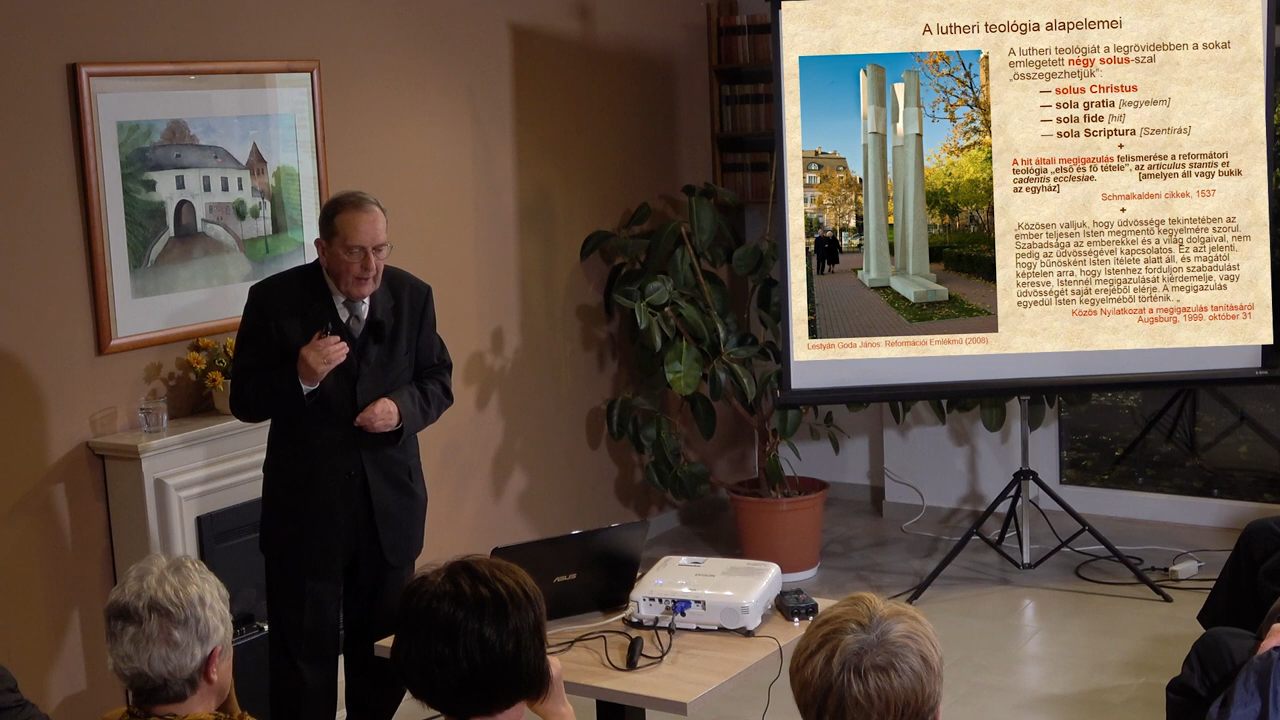 A lutheri teológia alapelemei
A lutheri teológiát a legrövidebben a sokat
emlegetett négy solus-szal
„összegezhetjük":
— solus Christus
— sola gratia [kegyelem]
— sola fide [hit]
— sola Scriptura [Szentírás]
+
A hit általi megigazulás felismerése a reformátori
teológia „első és fő tétele", az articulus stantis et
cadentis ecclesiae. [amelyen áll vagy bukik
az egyház]
Schmalkaldeni cikkek, 1537
+
„Közösen valljuk, hogy üdvössége tekintetében az
ember teljesen Isten megmentő kegyelmére szorul.
Szabadsága az emberekkel és a világ dolgaival, nem
pedig az üdvösségével kapcsolatos. Ez azt jelenti,
hogy bűnösként Isten ítélete alatt áll, és magától
képtelen arra, hogy Istenhez forduljon szabadulást
keresve, Istennél megigazulását kiérdemelje, vagy
üdvösségét saját erejéből elérje. A megigazulás
egyedül Isten kegyelméből történik. „
Közös Nyilatkozat a megigazulás tanításáról
Augsburg, 1999. október 31
Lestyán Goda János: Reformációi Emlékmű (2008)
ASUS
EPSON